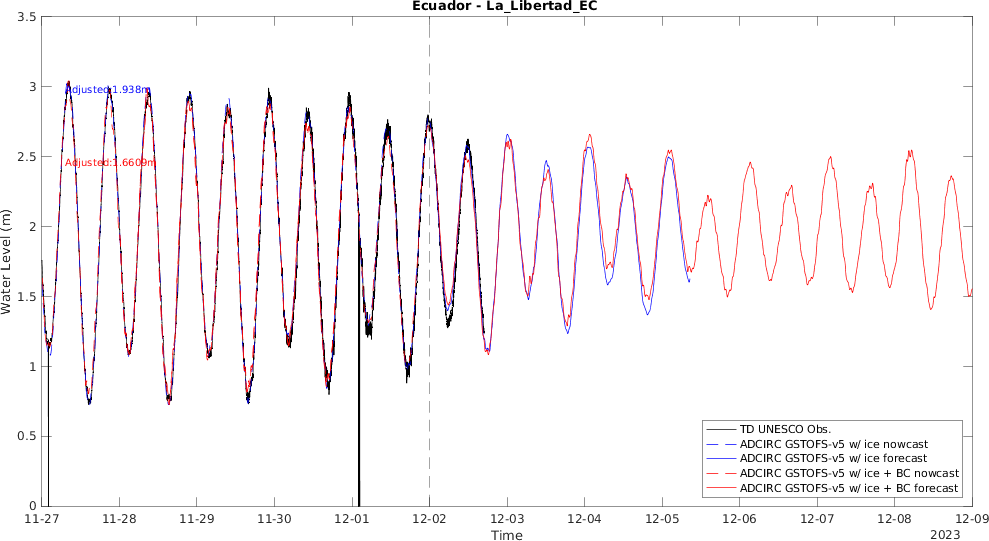 Ecuador - La_Libertad_EC
Water Level (m)
3.5
3
2.5
2
1.5
1
0.5
0
Adjusted:1.938m
Adjusted:1.6609m
TD UNESCO Obs.
ADCIRC GSTOFS-v5 w/ ice nowcast
ADCIRC GSTOFS-v5 w/ ice forecast
ADCIRC GSTOFS-v5 w/ ice + BC nowcast
ADCIRC GSTOFS-v5 w/ ice + BC forecast
11-27 11-28 11-29 11-30 12-01 12-02 12-03 12-04 12-05 12-06 12-07 12-08 12-09
Time
2023